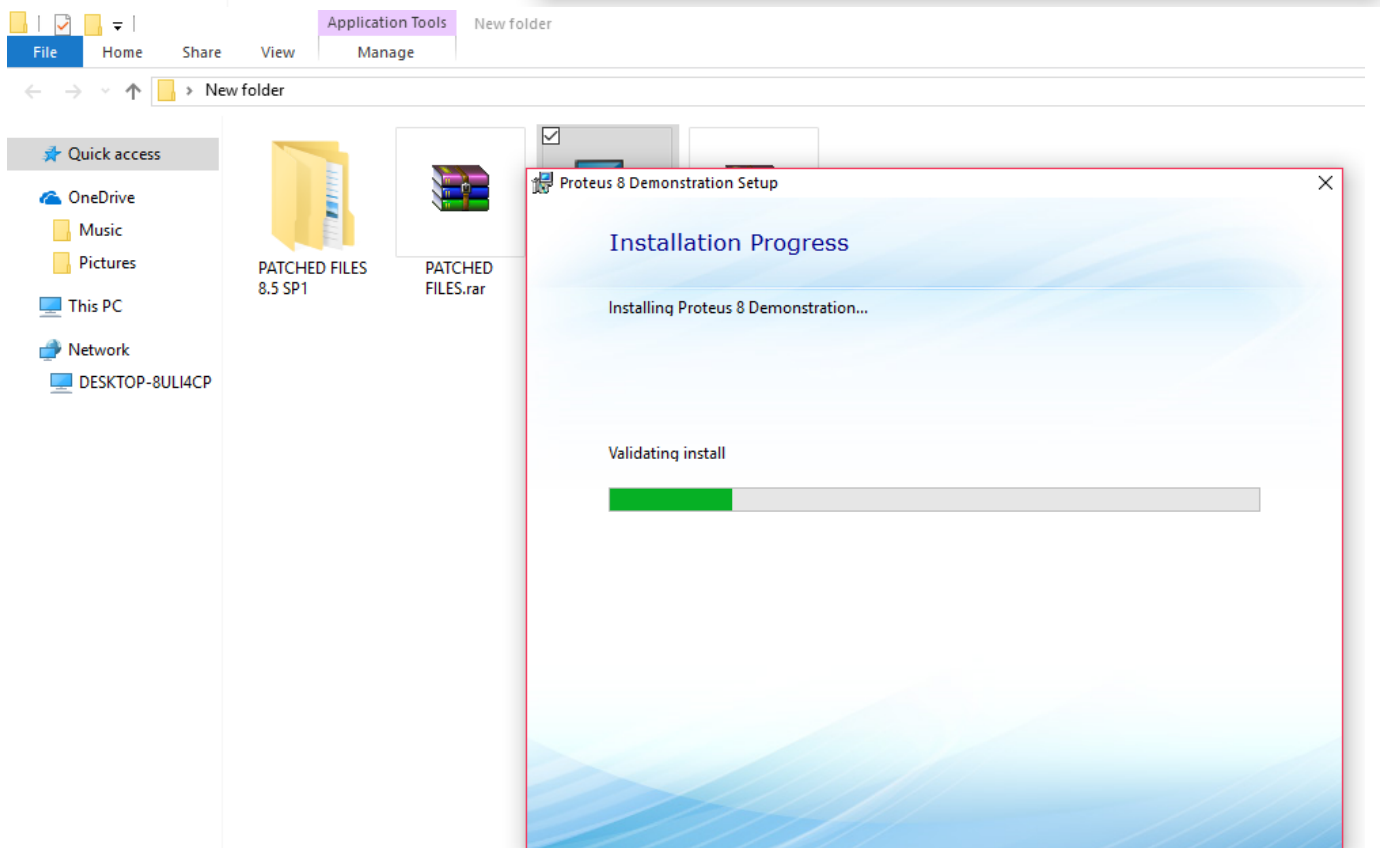 Application Tools New folder
File Home Share View Manage
New folder
Quick access
OneDrive
Music
Pictures
This PC
Network
DESKTOP-8ULI4CP
PATCHED FILES
8.5 SP1
PATCHED
FILES.rar
Proteus 8 Demonstration Setup
Installation Progress
Installing Proteus 8 Demonstration...
Validating install